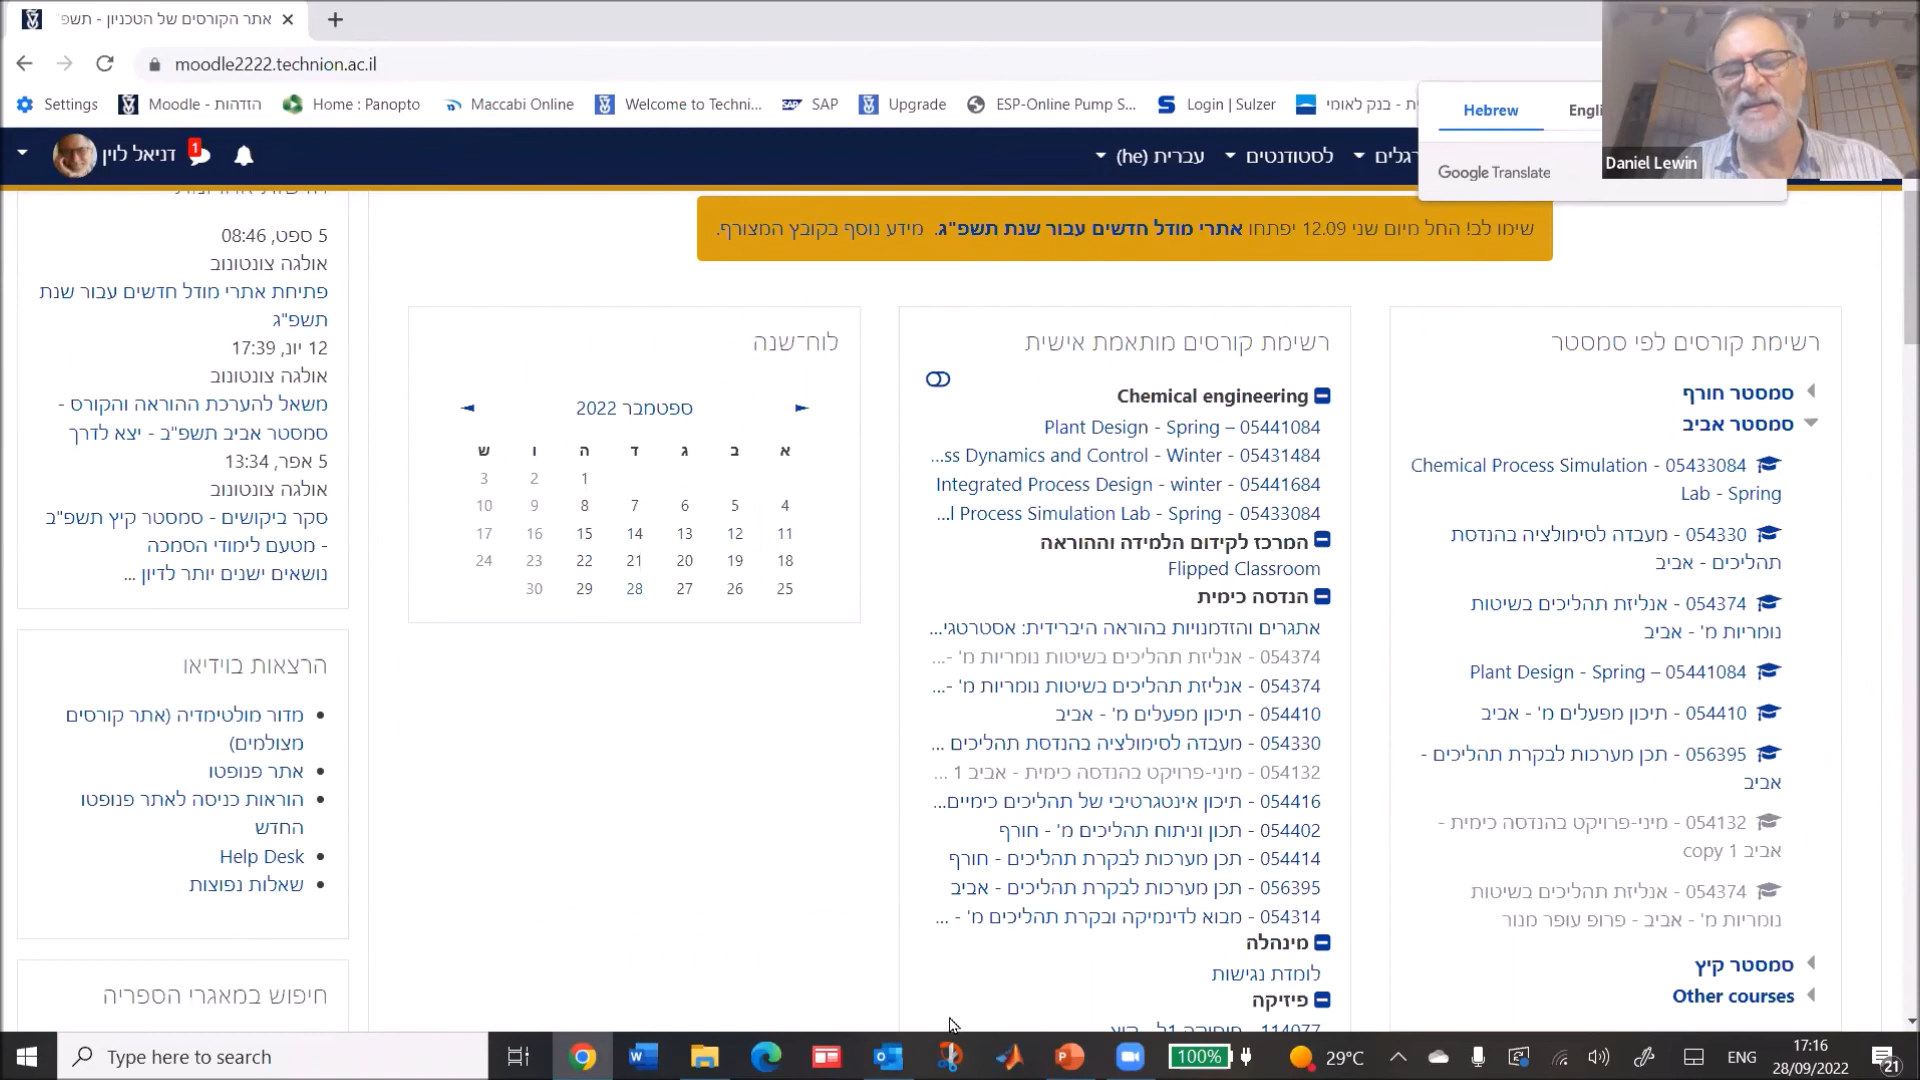 אתר הקורסים של הטכניון - תשפ"
moodle2222.technion.ac.il
Settings
Moodle - הזדהות
Home : Panopto
Maccabi Online
Welcome to Techni...
SAP
Upgrade
ESP-Online Pump S...
Login | Sulzer
ית - בנק לאומי
Hebrew
Engli
Google Translate
Daniel Lewin
דניאל לוין
1
עברית (he)
לסטודנטים
רגלים
שימו לב! החל מיום שני 12.09 יפתחו אתרי מודל חדשים עבור שנת תשפ"ג. מידע נוסף בקובץ המצורף.
רשימת קורסים לפי סמסטר
סמסטר חורף
סמסטר אביב
Chemical Process Simulation - 05433084
Lab - Spring
054330 - מעבדה לסימולציה בהנדסת
תהליכים - אביב
054374 - אנליזת תהליכים בשיטות
נומריות מ' - אביב
Plant Design - Spring – 05441084
054410 - תיכון מפעלים מ' - אביב
056395 - תכן מערכות לבקרת תהליכים -
אביב
054132 - מיני-פרויקט בהנדסה כימית -
אביב 1 copy
054374 - אנליזת תהליכים בשיטות
נומריות מ' - אביב - פרופ עופר מנור
סמסטר קיץ
Other courses
רשימת קורסים מותאמת אישית
Chemical engineering
Plant Design - Spring – 05441084
...ss Dynamics and Control - Winter - 05431484
Integrated Process Design - winter - 05441684
...l Process Simulation Lab - Spring - 05433084
המרכז לקידום הלמידה וההוראה
Flipped Classroom
הנדסה כימית
אתגרים והזדמנויות בהוראה היברידית: אסטרטגי...
054374 - אנליזת תהליכים בשיטות נומריות מ' -...
054374 - אנליזת תהליכים בשיטות נומריות מ' -...
054410 - תיכון מפעלים מ' - אביב
054330 - מעבדה לסימולציה בהנדסת תהליכים ...
054132 - מיני-פרויקט בהנדסה כימית - אביב 1 ...
054416 - תיכון אינטגרטיבי של תהליכים כימיים...
054402 - תכון וניתוח תהליכים מ' - חורף
054414 - תכן מערכות לבקרת תהליכים - חורף
056395 - תכן מערכות לבקרת תהליכים - אביב
054314 - מבוא לדינמיקה ובקרת תהליכים מ' - ...
מינהלה
לומדת נגישות
פיזיקה
לוח־שנה
ספטמבר 2022
א ב ג ד ה ו ש
1 2 3
4 5 6 7 8 9 10
11 12 13 14 15 16 17
18 19 20 21 22 23 24
25 26 27 28 29 30
5 ספט, 08:46
אולגה צונטונוב
פתיחת אתרי מודל חדשים עבור שנת
תשפ"ג
12 יונ, 17:39
אולגה צונטונוב
משאל להערכת ההוראה והקורס -
סמסטר אביב תשפ"ב - יצא לדרך
5 אפר, 13:34
אולגה צונטונוב
סקר ביקושים - סמסטר קיץ תשפ"ב
- מטעם לימודי הסמכה
נושאים ישנים יותר לדיון ...
הרצאות בוידיאו
מדור מולטימדיה (אתר קורסים
מצולמים)
אתר פנופטו
הוראות כניסה לאתר פנופטו
החדש
Help Desk
שאלות נפוצות
חיפוש במאגרי הספריה
Type here to search
100%
29°C
ENG
17:16
28/09/2022
21